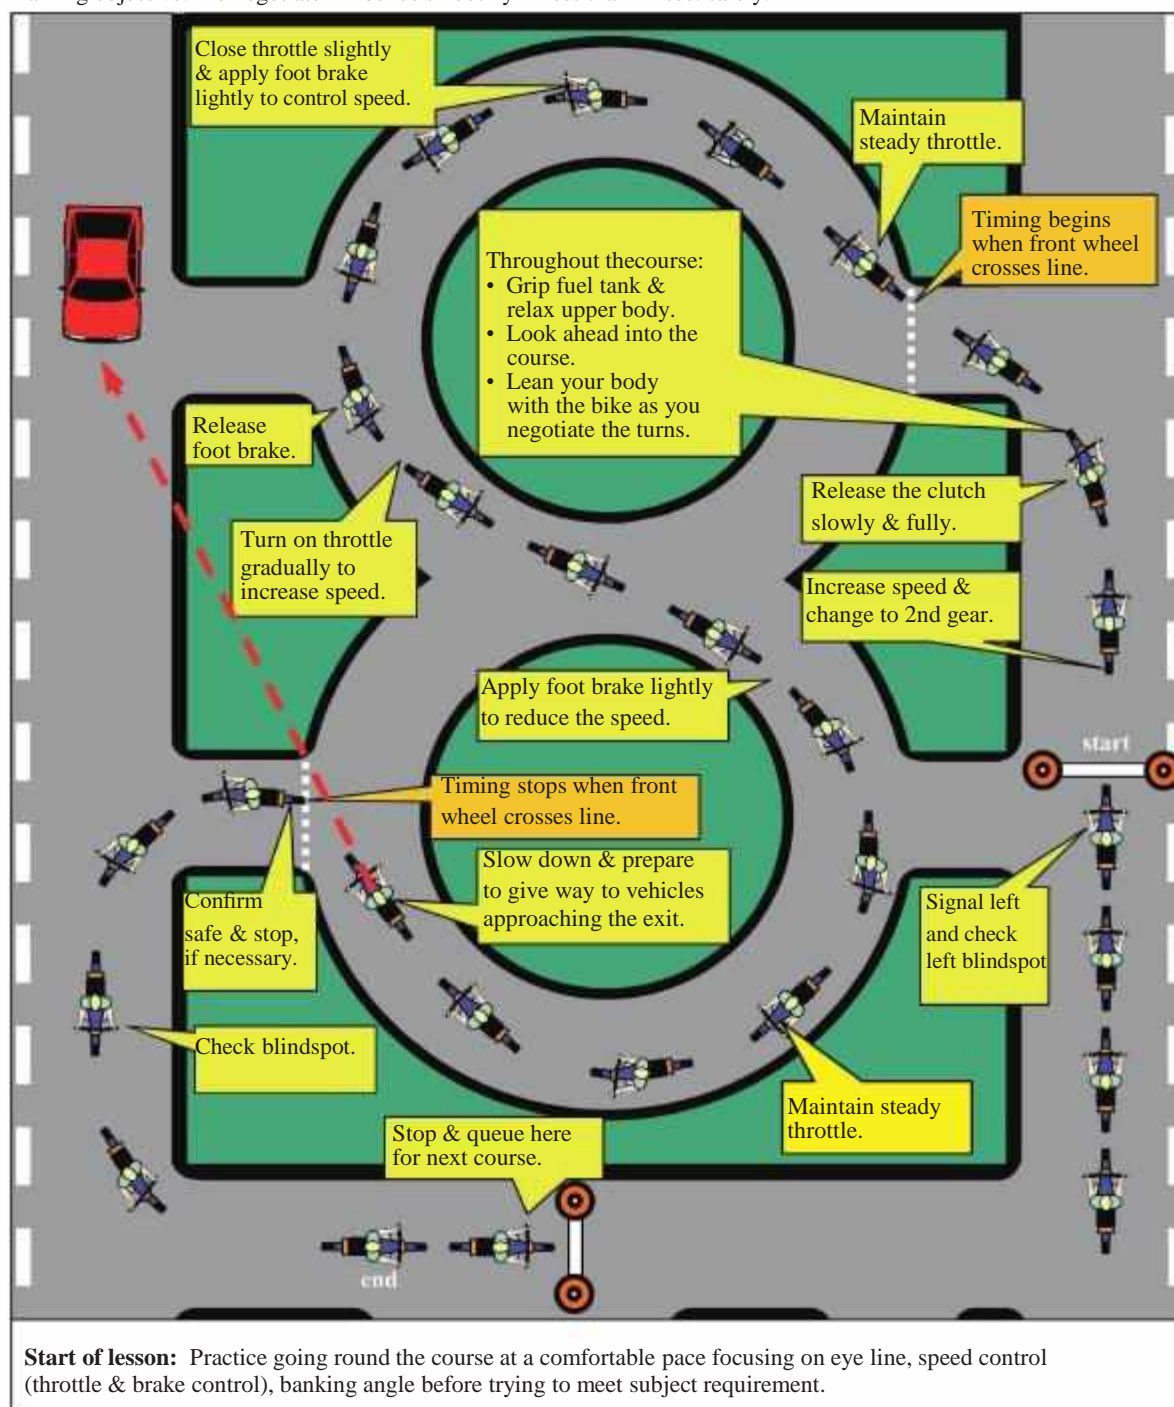 Close throttle slightly
& apply foot brake
lightly to control speed.
Maintain
steady throttle.
Timing begins
when front wheel
crosses line.
Throughout thecourse:
• Grip fuel tank &
relax upper body.
• Look ahead into the
course.
• Lean your body
with the bike as you
negotiate the turns.
Release
foot brake.
Release the clutch
slowly & fully.
Turn on throttle
gradually to
increase speed.
Increase speed &
change to 2nd gear.
Apply foot brake lightly
to reduce the speed.
start
Timing stops when front
wheel crosses line.
Slow down & prepare
to give way to vehicles
approaching the exit.
Confirm
safe & stop,
if necessary.
Signal left
and check
left blindspot
Check blindspot.
Maintain steady
throttle.
Stop & queue here
for next course.
end
Start of lesson: Practice going round the course at a comfortable pace focusing on eye line, speed control
(throttle & brake control), banking angle before trying to meet subject requirement.